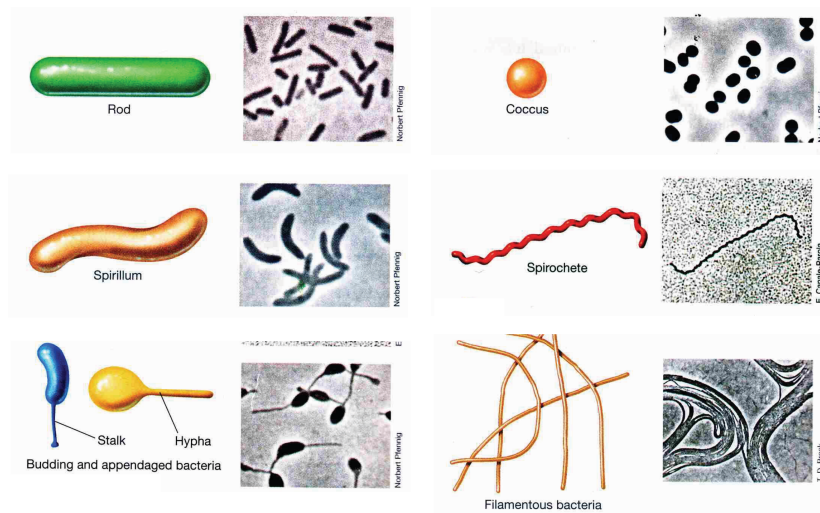 Rod
Norbert Pfennig
Coccus
Spirillum
Norbert Pfennig
Spirochete
Stalk
Hypha
Budding and appendaged bacteria
Norbert Pfennig
Filamentous bacteria